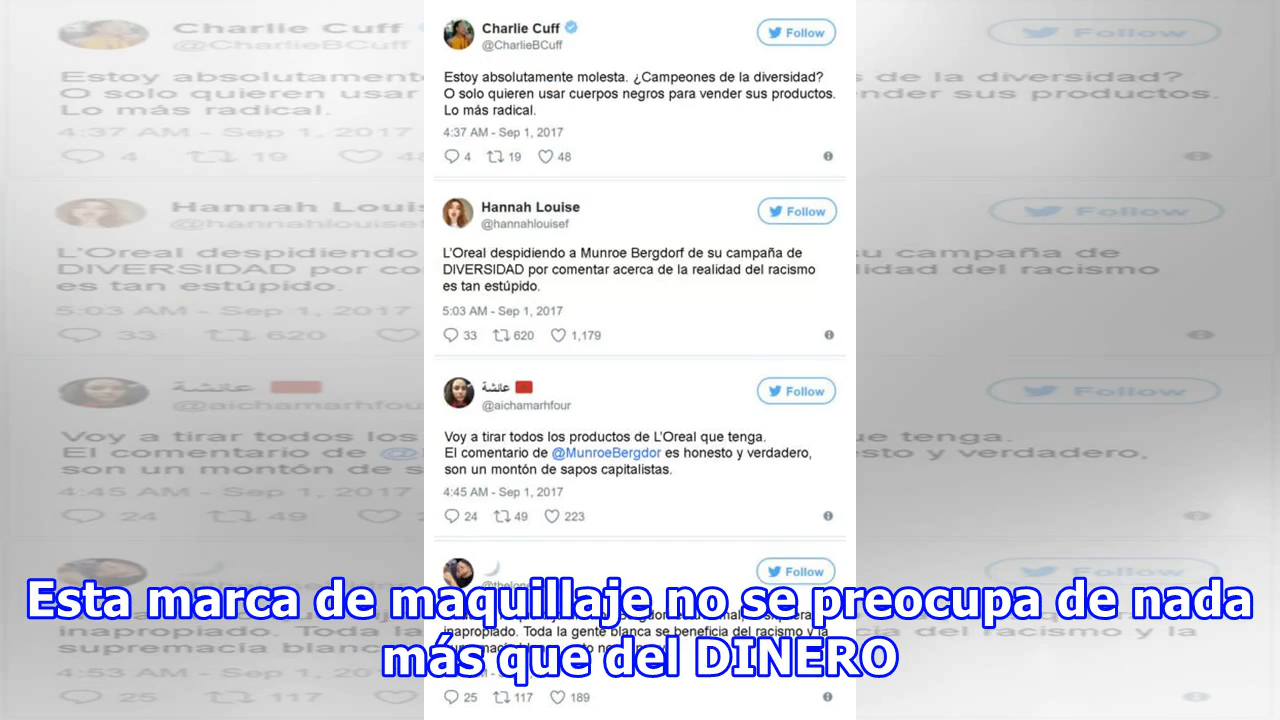 Charlie Cuff
@CharlieBCuff
Follow
Estoy absolutamente molesta. ¿Campeones de la diversidad?
O solo quieren usar cuerpos negros para vender sus productos.
Lo más radical.
4:37 AM - Sep 1, 2017
4 19 48
Hannah Louise
@hannahlouisef
Follow
L'Oreal despidiendo a Munroe Bergdorf de su campaña de
DIVERSIDAD por comentar acerca de la realidad del racismo
es tan estúpido.
5:03 AM - Sep 1, 2017
33 620 1,179
عائشة
@aichamarhfour
Follow
Voy a tirar todos los productos de L'Oreal que tenga.
El comentario de @MunroeBergdor es honesto y verdadero,
son un montón de sapos capitalistas.
4:45 AM - Sep 1, 2017
24 49 223
Follow
inapropiado. Toda la gente blanca se beneficia del racismo y la
Esta marca de maquillaje no se preocupa de nada
más que del DINERO
Sep 1, 2017
25 117 189